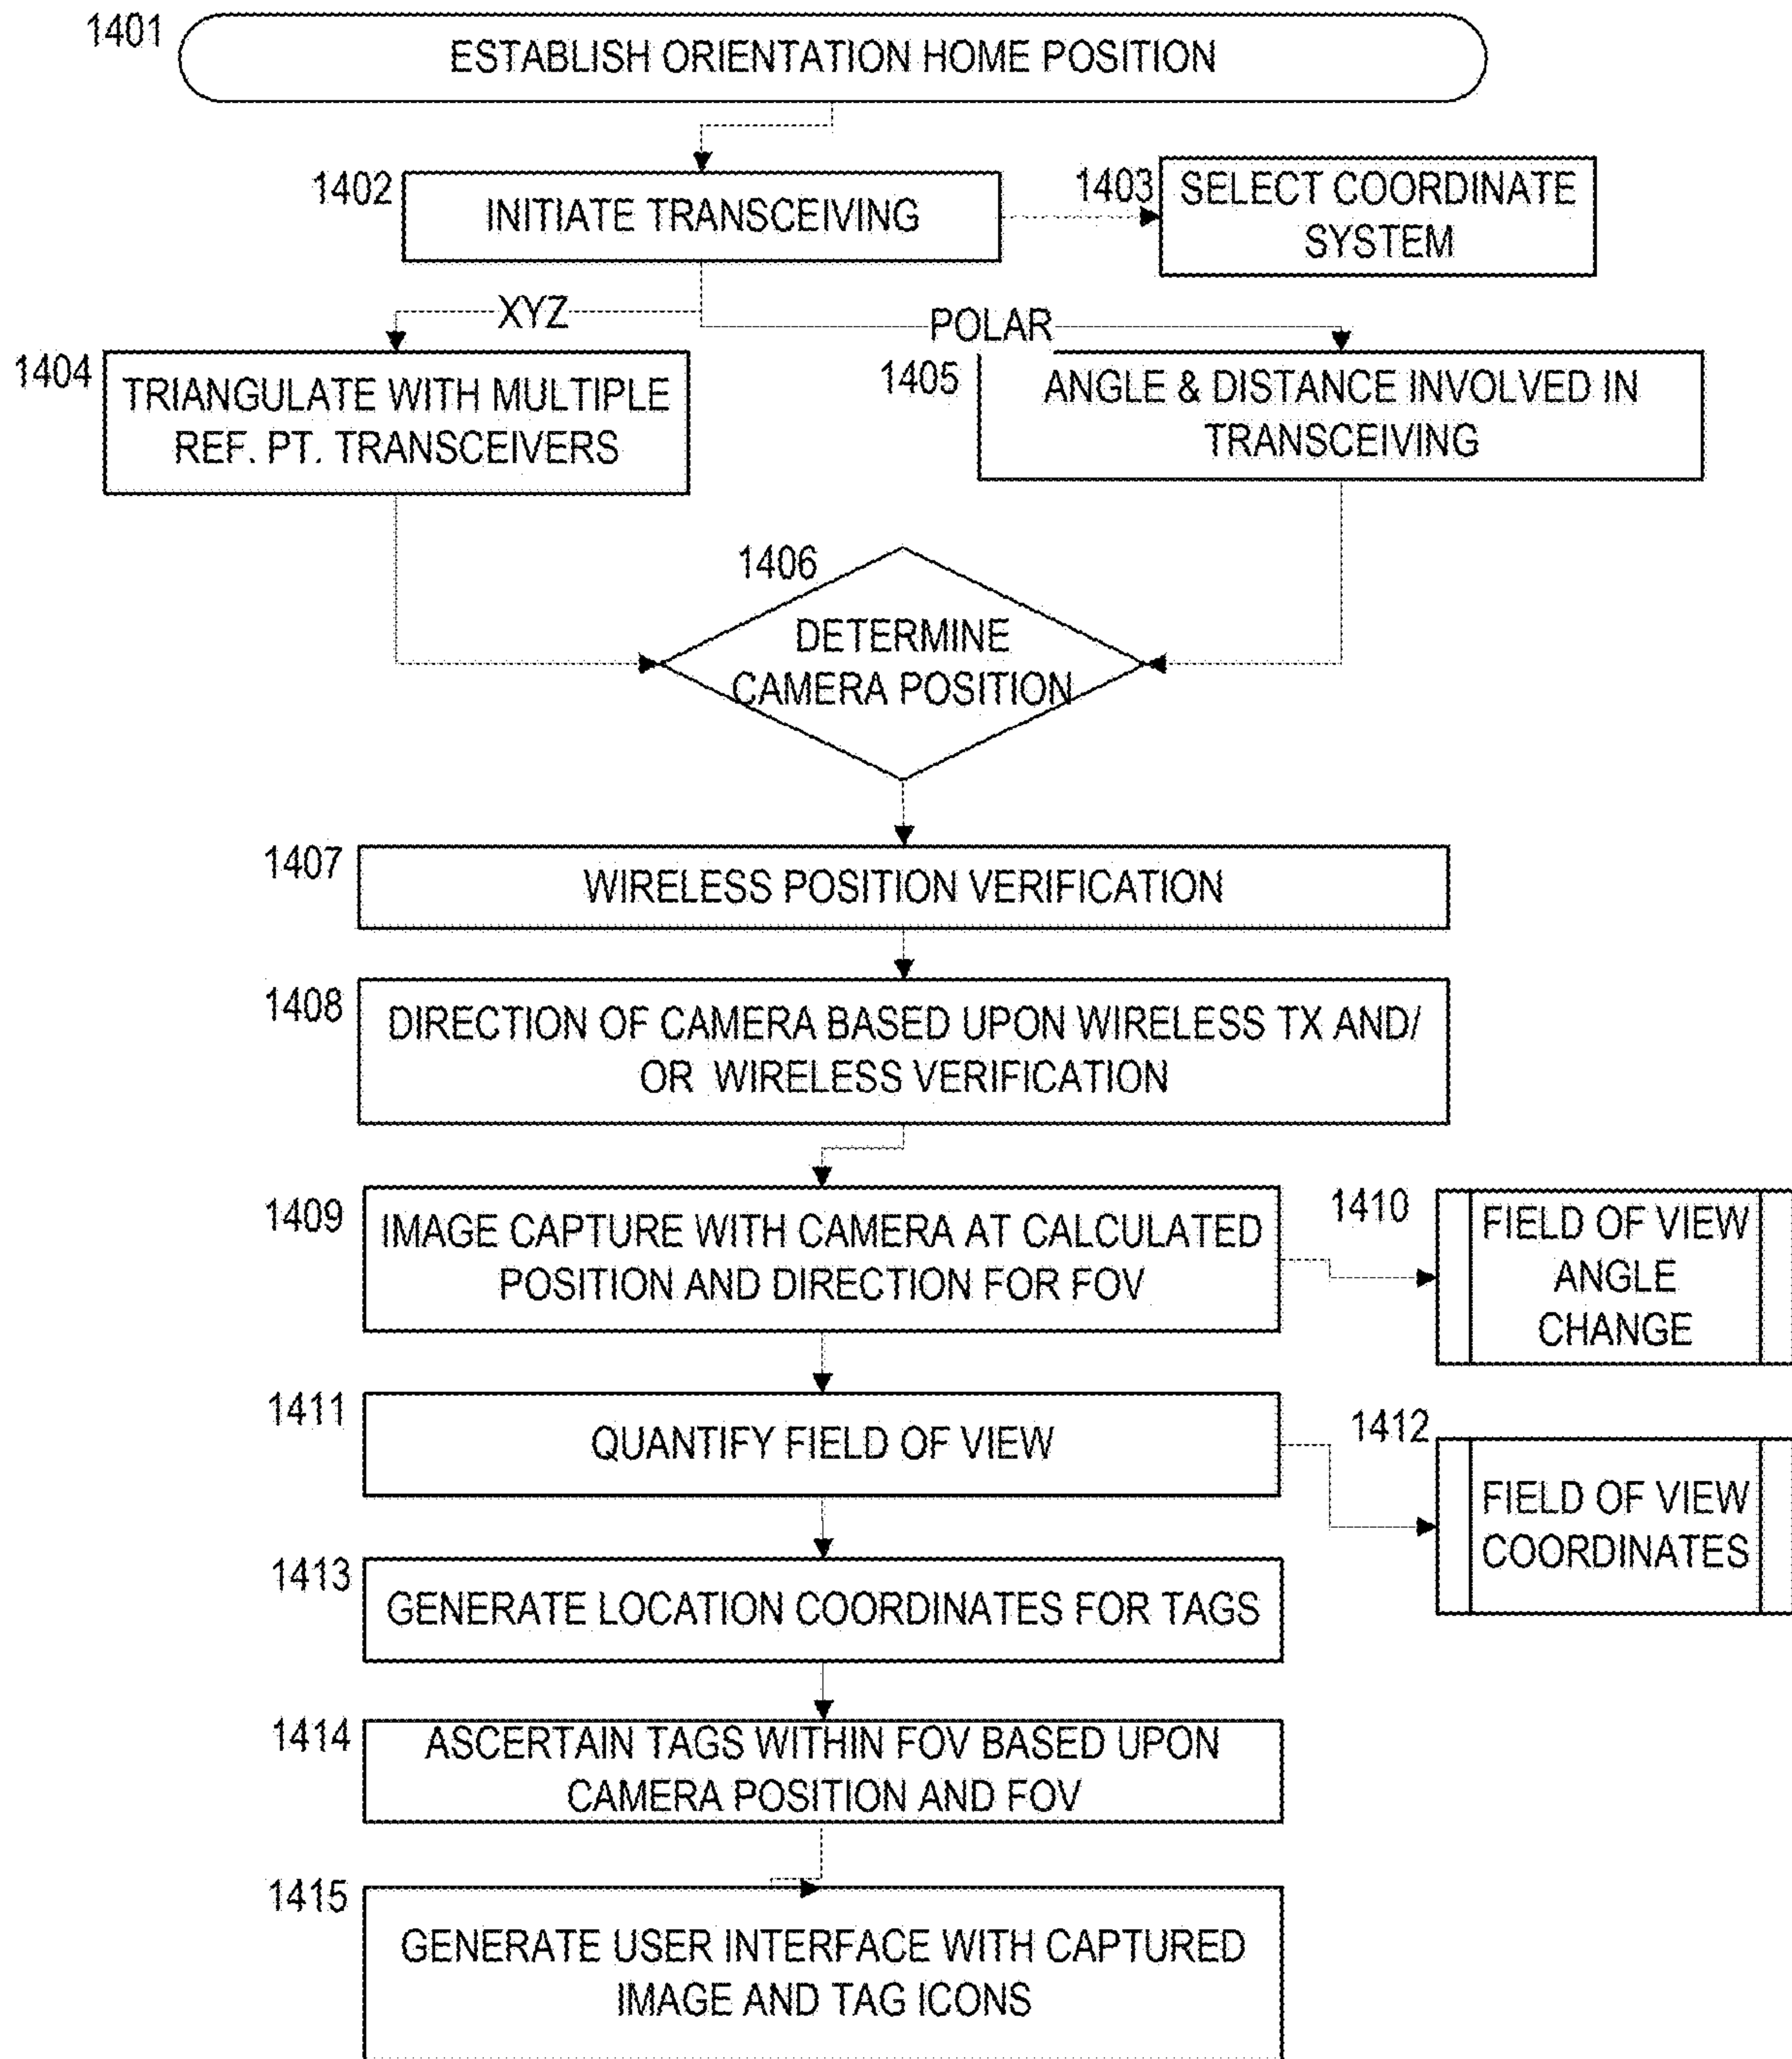 1401
ESTABLISH ORIENTATION HOME POSITION
1402
INITIATE TRANSCEIVING
1403
SELECT COORDINATE
SYSTEM
XYZ
POLAR
1404
TRIANGULATE WITH MULTIPLE
REF. PT. TRANSCEIVERS
1405
ANGLE & DISTANCE INVOLVED IN
TRANSCEIVING
1406
DETERMINE
CAMERA POSITION
1407
WIRELESS POSITION VERIFICATION
1408
DIRECTION OF CAMERA BASED UPON WIRELESS TX AND/
OR WIRELESS VERIFICATION
1409
IMAGE CAPTURE WITH CAMERA AT CALCULATED
POSITION AND DIRECTION FOR FOV
1410
FIELD OF VIEW
ANGLE
CHANGE
1411
QUANTIFY FIELD OF VIEW
1412
FIELD OF VIEW
COORDINATES
1413
GENERATE LOCATION COORDINATES FOR TAGS
1414
ASCERTAIN TAGS WITHIN FOV BASED UPON
CAMERA POSITION AND FOV
1415
GENERATE USER INTERFACE WITH CAPTURED
IMAGE AND TAG ICONS